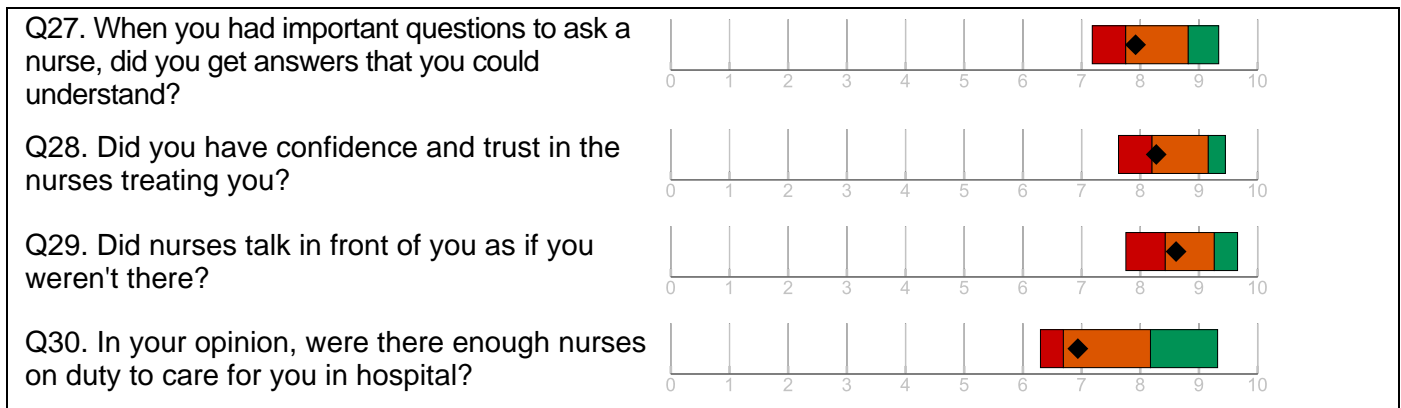 Q27. When you had important questions to ask a
nurse, did you get answers that you could
understand?
0 1 2 3 4 5 6 7 8 9 10
Q28. Did you have confidence and trust in the
nurses treating you?
0 1 2 3 4 5 6 7 8 9 10
Q29. Did nurses talk in front of you as if you
weren't there?
0 1 2 3 4 5 6 7 8 9 10
Q30. In your opinion, were there enough nurses
on duty to care for you in hospital?
0 1 2 3 4 5 6 7 8 9 10